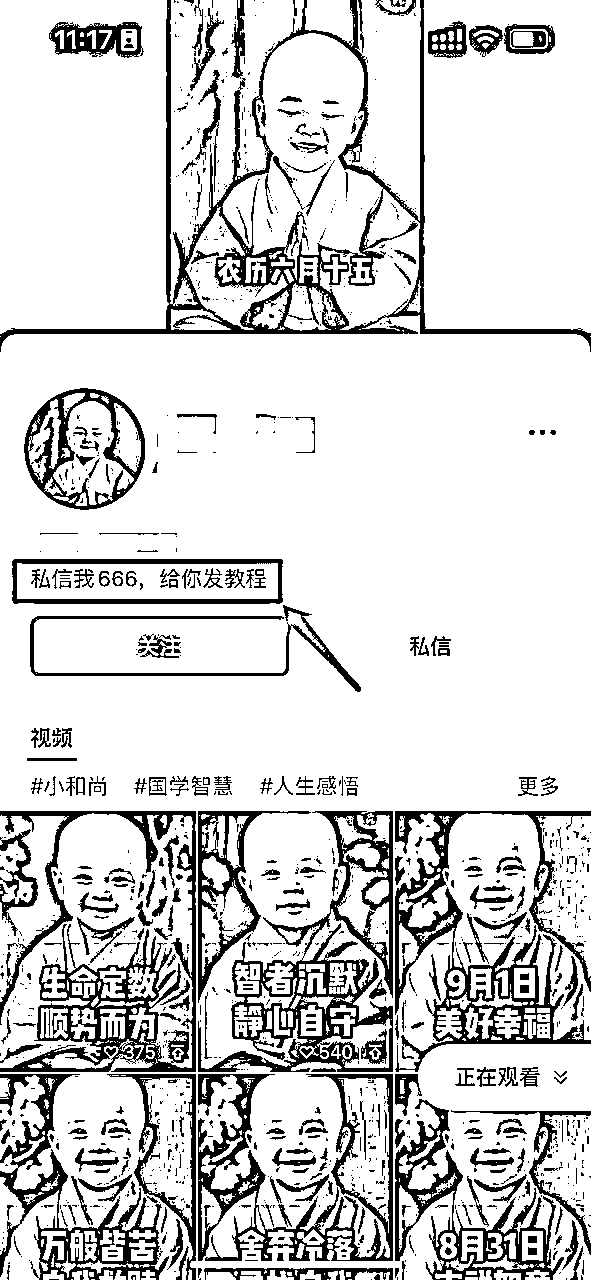 11:17
农历六月十五
私信我666，给你发教程
关注
私信
视频
#小和尚 #国学智慧 #人生感悟 更多
生命定数
顺势而为
375
智者沉默
静心自守
540
9月1日
美好幸福
正在观看
万般皆苦
舍弃冷落
8月31日